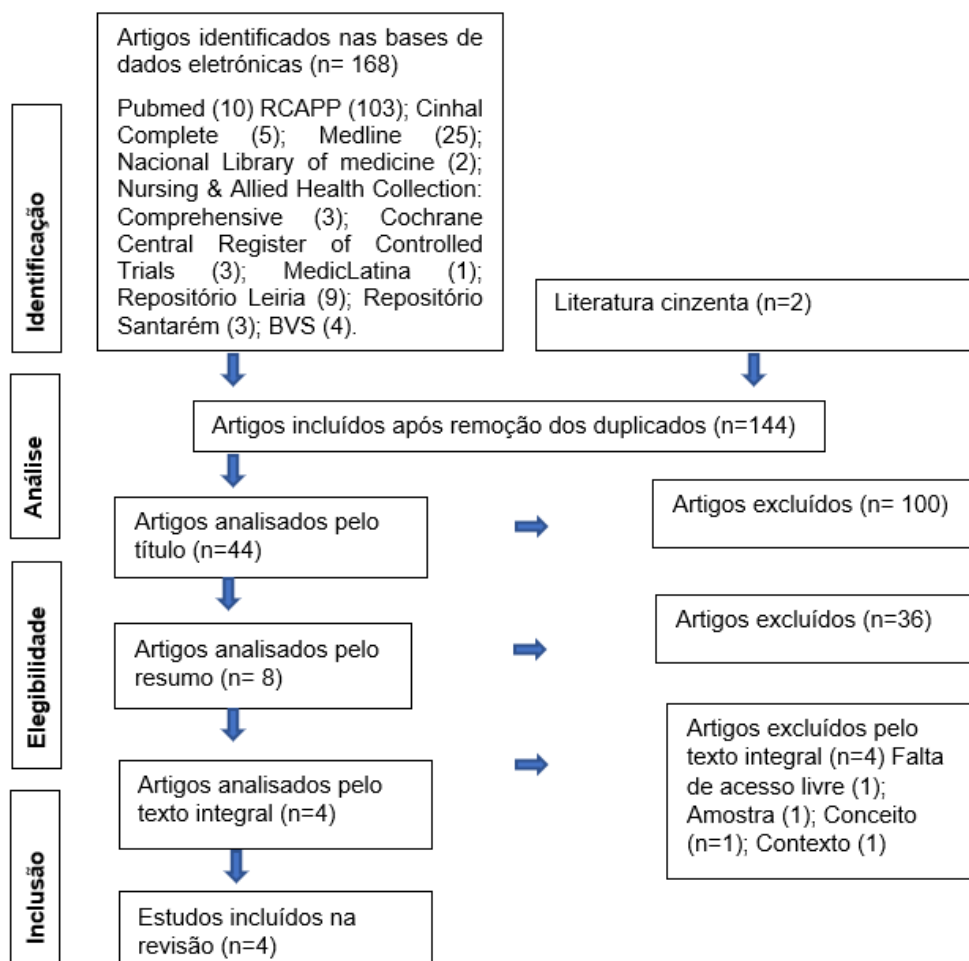 Identificação
Artigos identificados nas bases de
dados eletrónicas (n= 168)
Pubmed (10) RCAPP (103); Cinhal
Complete (5); Medline (25);
Nacional Library of medicine (2);
Nursing & Allied Health Collection:
Comprehensive (3); Cochrane
Central Register of Controlled
Trials (3); MedicLatina (1);
Repositório Leiria (9); Repositório
Santarém (3); BVS (4).
Literatura cinzenta (n=2)
Análise
Artigos incluídos após remoção dos duplicados (n=144)
Artigos analisados pelo
título (n=44)
Artigos excluídos (n= 100)
Elegibilidade
Artigos analisados pelo
resumo (n= 8)
Artigos excluídos (n=36)
Artigos analisados pelo
texto integral (n=4)
Artigos excluídos pelo
texto integral (n=4) Falta
de acesso livre (1);
Amostra (1); Conceito
(n=1); Contexto (1)
Inclusão
Estudos incluídos na
revisão (n=4)